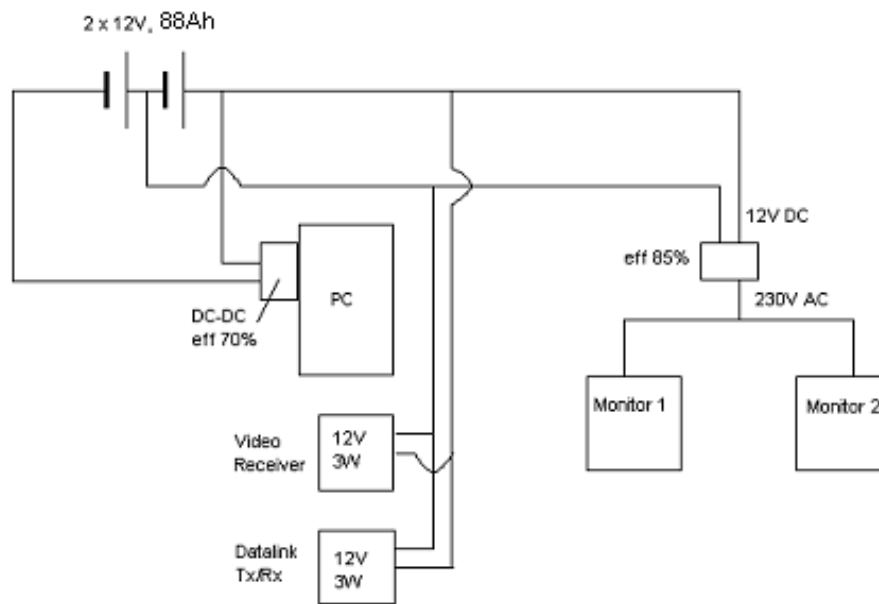 2 x 12V, 88Ah
12V DC
eff 85%
230V AC
PC
DC-DC
eff 70%
Monitor 1
Monitor 2
Video
Receiver
12V
3W
Datalink
Tx/Rx
12V
3W